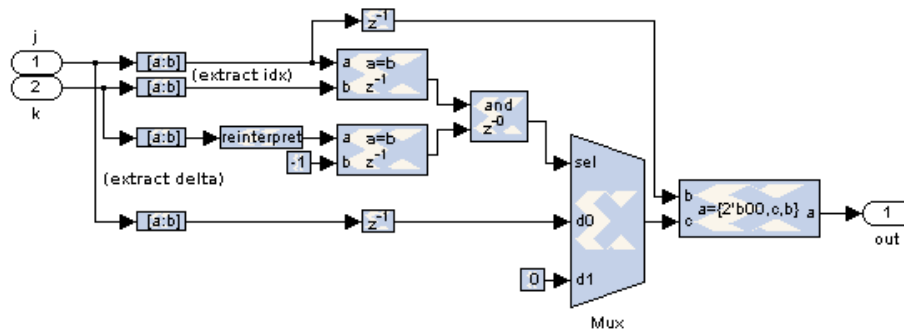 z-1
j
1
[a:b]
(extract idx)
a
a=b
b
z-1
2
[a:b]
k
and
z-0
[a:b]
reinterpret
a
a=b
-1
b
z-1
sel
(extract delta)
b
a={2'b00,c,b}
a
1
c
out
[a:b]
z-1
d0
0
d1
Mux